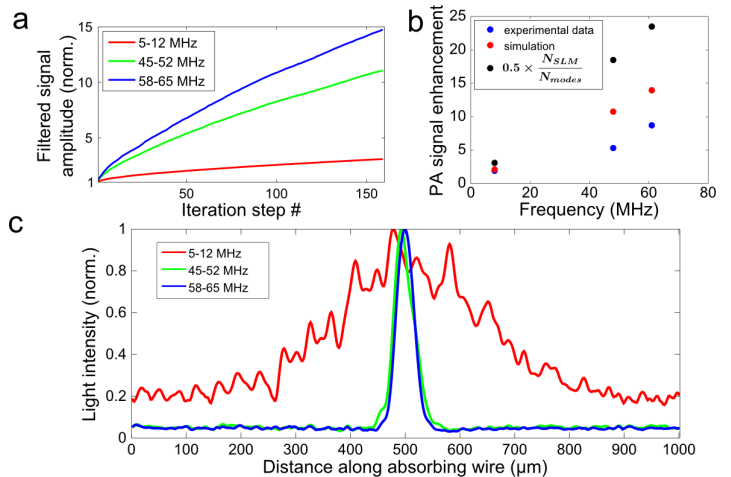 a
Filtered signal
amplitude (norm.)
15
10
5
1
5-12 MHz
45-52 MHz
58-65 MHz
50
100
150
Iteration step #
b
PA signal enhancement
25
20
15
10
5
0
experimental data
simulation
0.5 × N_SLM / N_modes
0
20
40
60
80
Frequency (MHz)
c
Light intensity (norm.)
1
0.8
0.6
0.4
0.2
0
5-12 MHz
45-52 MHz
58-65 MHz
0 100 200 300 400 500 600 700 800 900 1000
Distance along absorbing wire (µm)